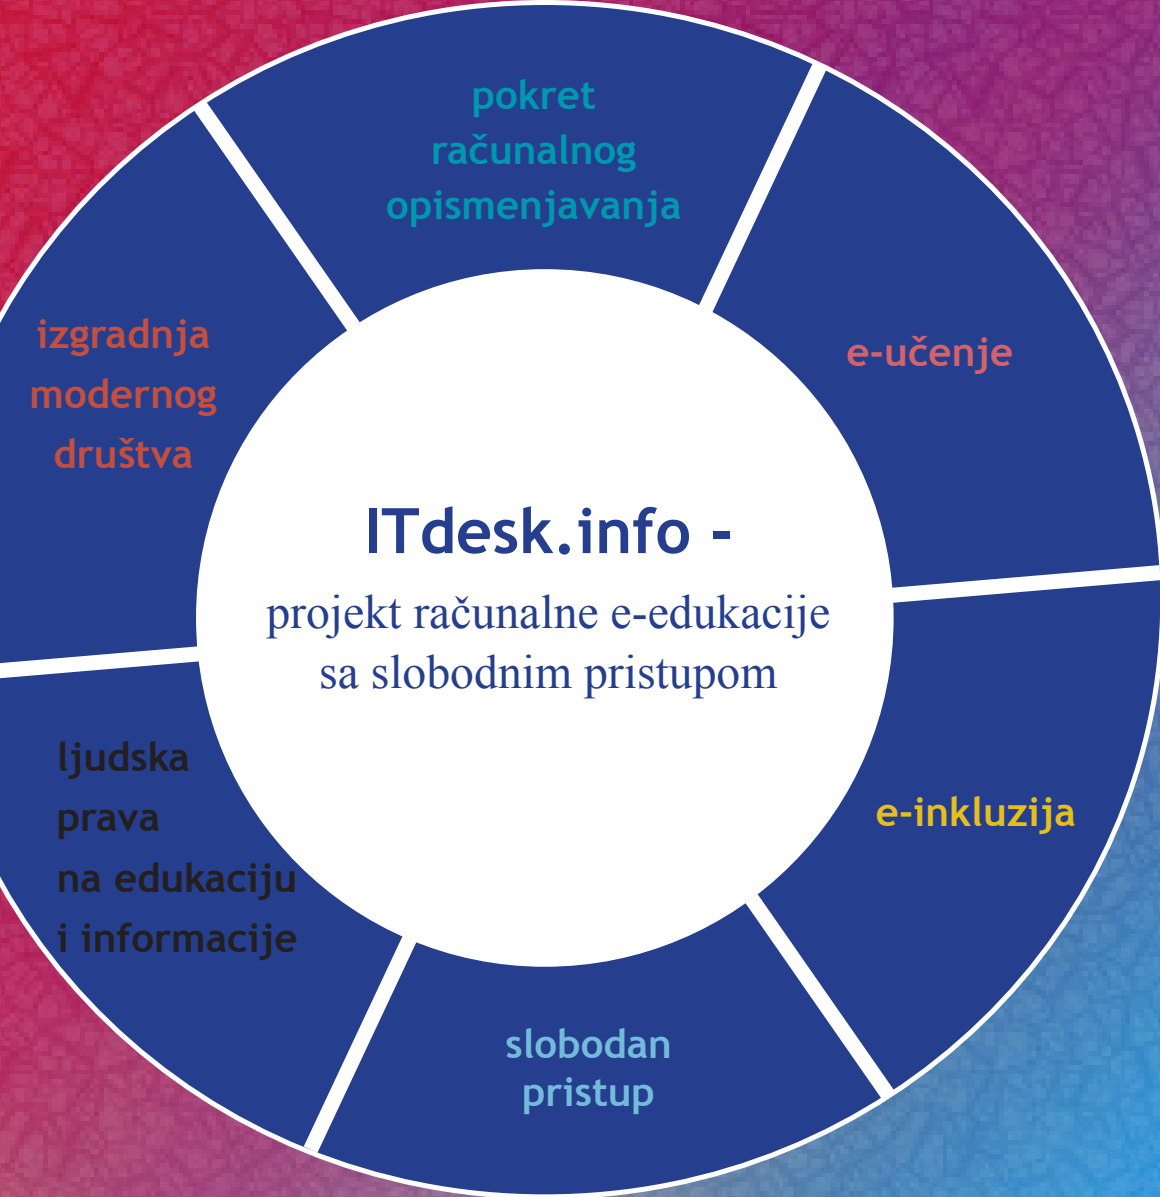 pokret
računalnog
opismenjavanja
e-učenje
izgradnja
modernog
društva
ITdesk.info -
projekt računalne e-edukacije
sa slobodnim pristupom
ljudska
prava
na edukaciju
i informacije
e-inkluzija
slobodan
pristup